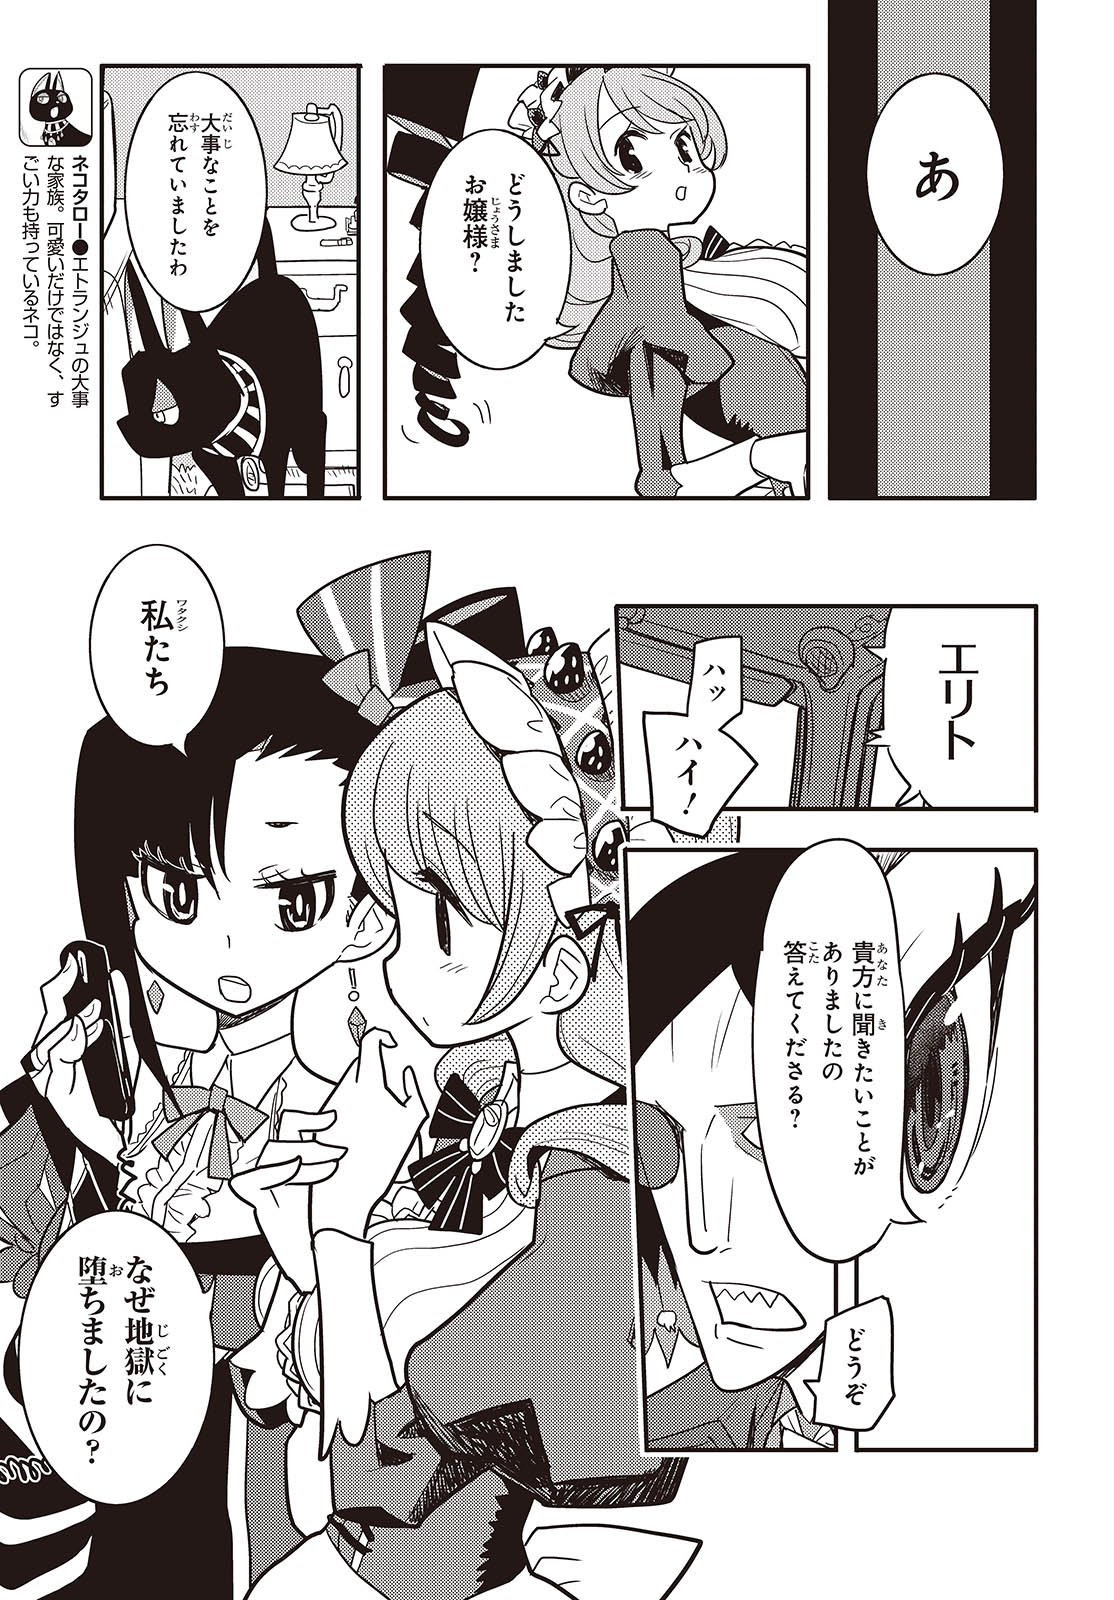 あ
どうしました
お嬢様？
大事なことを
忘れていましたわ
ネコタロー●エトランジュの大事
な家族。可愛いだけではなく、す
ごい力も持っているネコ。
エリト
ハッ
ハイ！
貴方に聞きたいことが
ありましたの
答えてくださる？
どうぞ
私たち
！
なぜ地獄に
堕ちましたの？